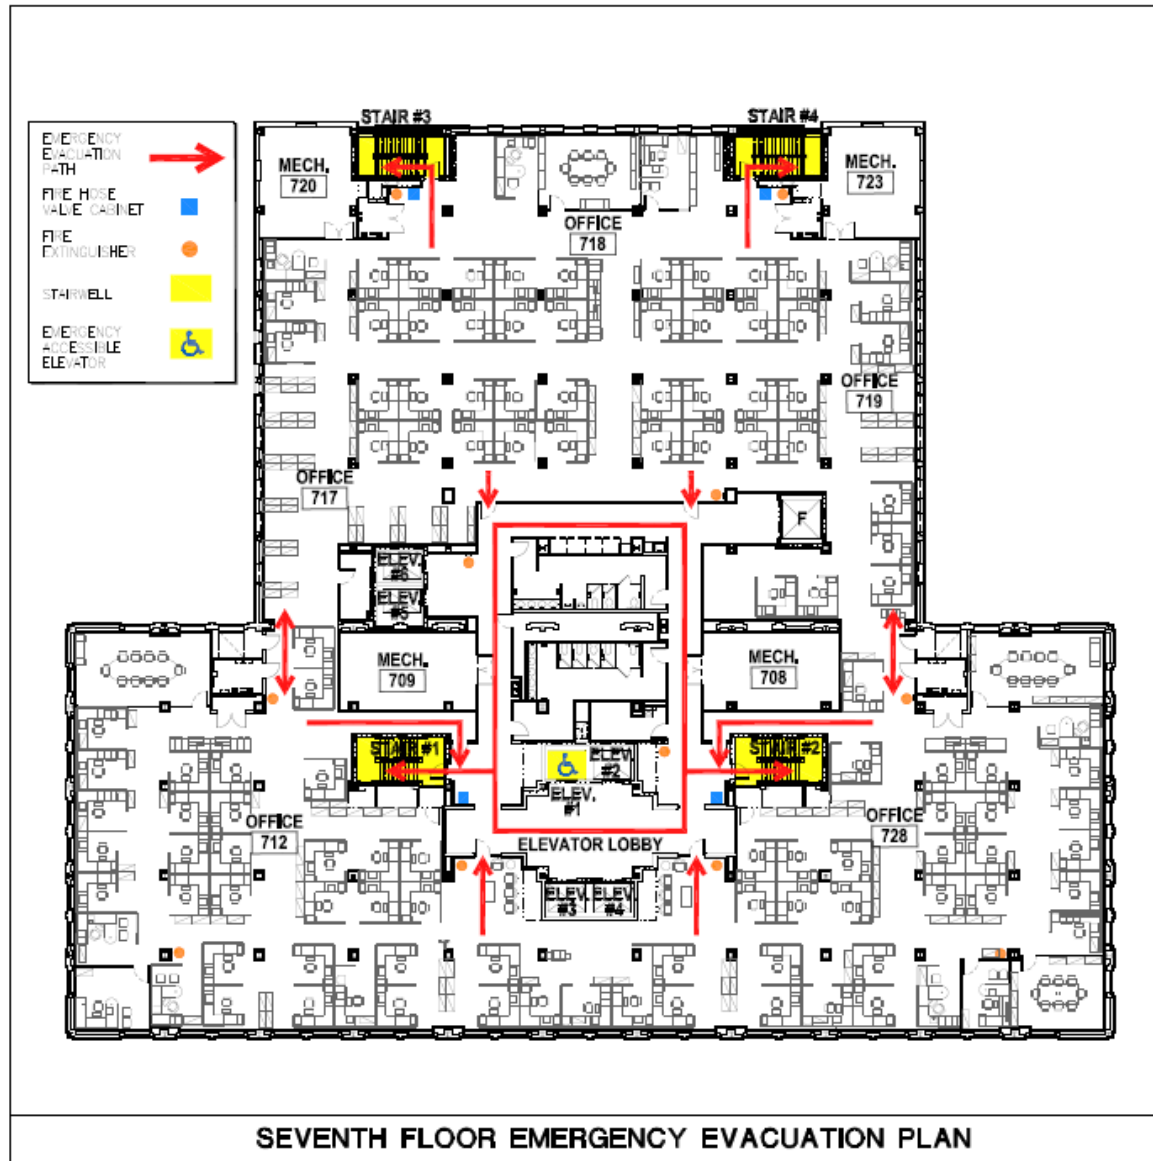 STAIR #3
STAIR #4
EMERGENCY
EVACUATION
PATH
FIRE HOSE
VALVE CABINET
FIRE
EXTINGUISHER
STAIRWELL
EMERGENCY
ACCESSIBLE
ELEVATOR
MECH.
720
MECH.
723
OFFICE
718
OFFICE
719
OFFICE
717
F
ELEV.
#6
ELEV.
#5
MECH.
709
MECH.
708
STAIR #1
STAIR #2
ELEV.
#2
ELEV.
#1
OFFICE
712
OFFICE
728
ELEVATOR LOBBY
ELEV.
#3
ELEV.
#4
SEVENTH FLOOR EMERGENCY EVACUATION PLAN